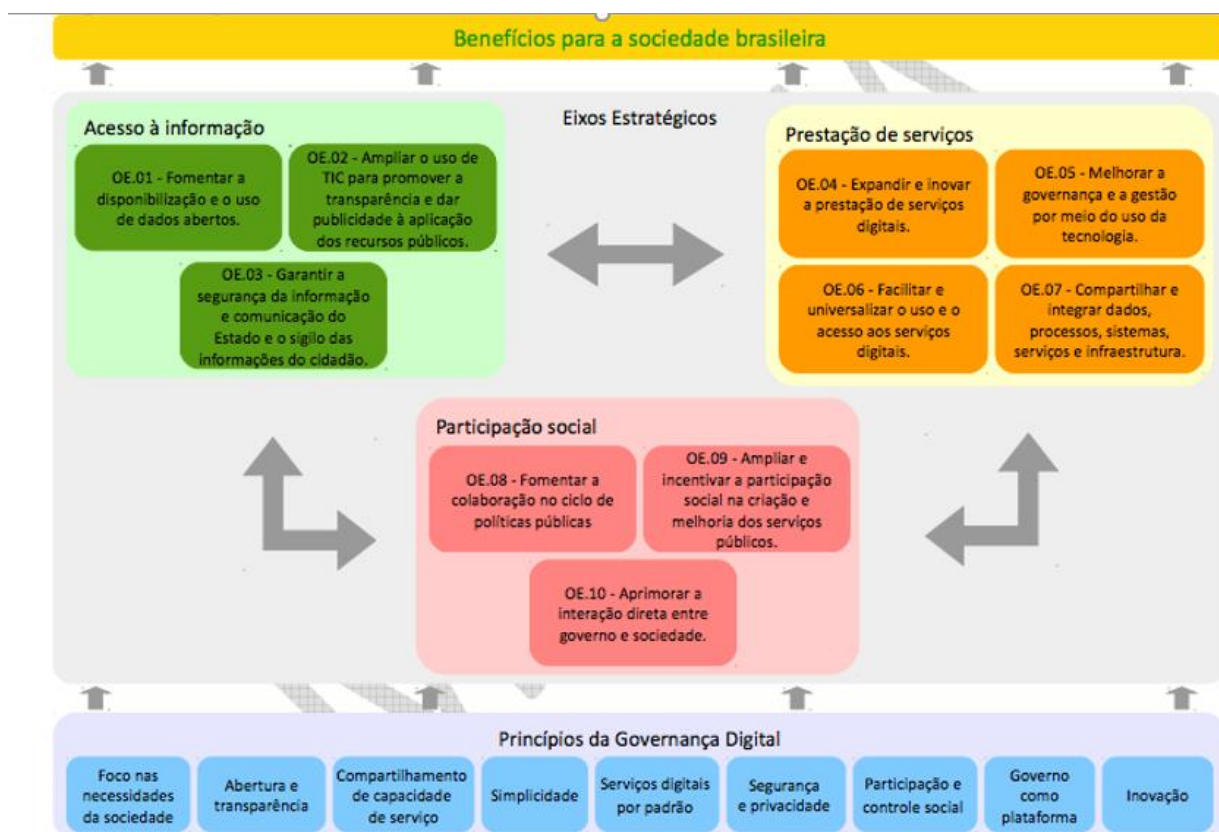 Benefícios para a sociedade brasileira
Eixos Estratégicos
Acesso à informação
OE.01 - Fomentar a
disponibilização e o uso
de dados abertos.
OE.02 - Ampliar o uso de
TIC para promover a
transparência e dar
publicidade à aplicação
dos recursos públicos.
OE.03 - Garantir a
segurança da informação
e comunicação do
Estado e o sigilo das
informações do cidadão.
Prestação de serviços
OE.04 - Expandir e inovar
a prestação de serviços
digitais.
OE.05 - Melhorar a
governança e a gestão
por meio do uso da
tecnologia.
OE.06 - Facilitar e
universalizar o uso e o
acesso aos serviços
digitais.
OE.07 - Compartilhar e
integrar dados,
processos, sistemas,
serviços e infraestrutura.
Participação social
OE.08 - Fomentar a
colaboração no ciclo de
políticas públicas
OE.09 - Ampliar e
incentivar a participação
social na criação e
melhoria dos serviços
públicos.
OE.10 - Aprimorar a
interação direta entre
governo e sociedade.
Princípios da Governança Digital
Foco nas
necessidades
da sociedade
Abertura e
transparência
Compartilhamento
de capacidade
de serviço
Simplicidade
Serviços digitais
por padrão
Segurança
e privacidade
Participação e
controle social
Governo
como
plataforma
Inovação